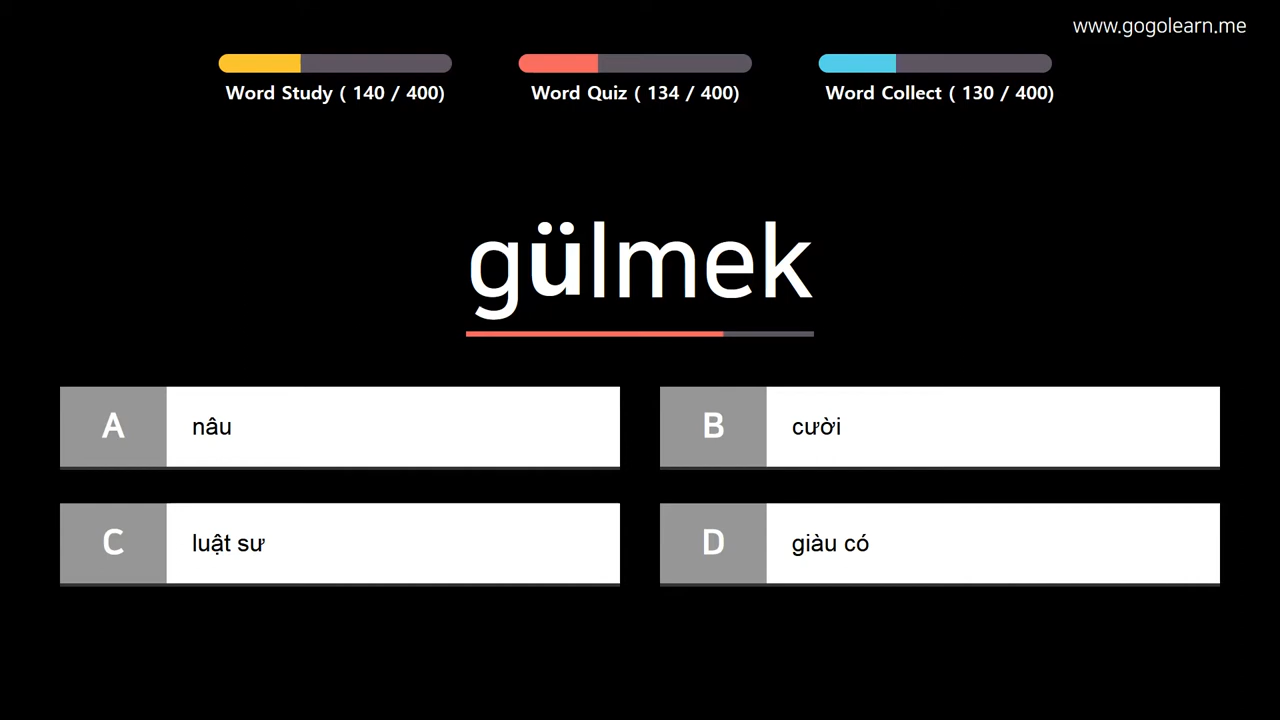 www.gogolearn.me
Word Study ( 140 / 400)
Word Quiz ( 134 / 400)
Word Collect ( 130 / 400)
gülmek
A nâu
B cười
C luật sư
D giàu có